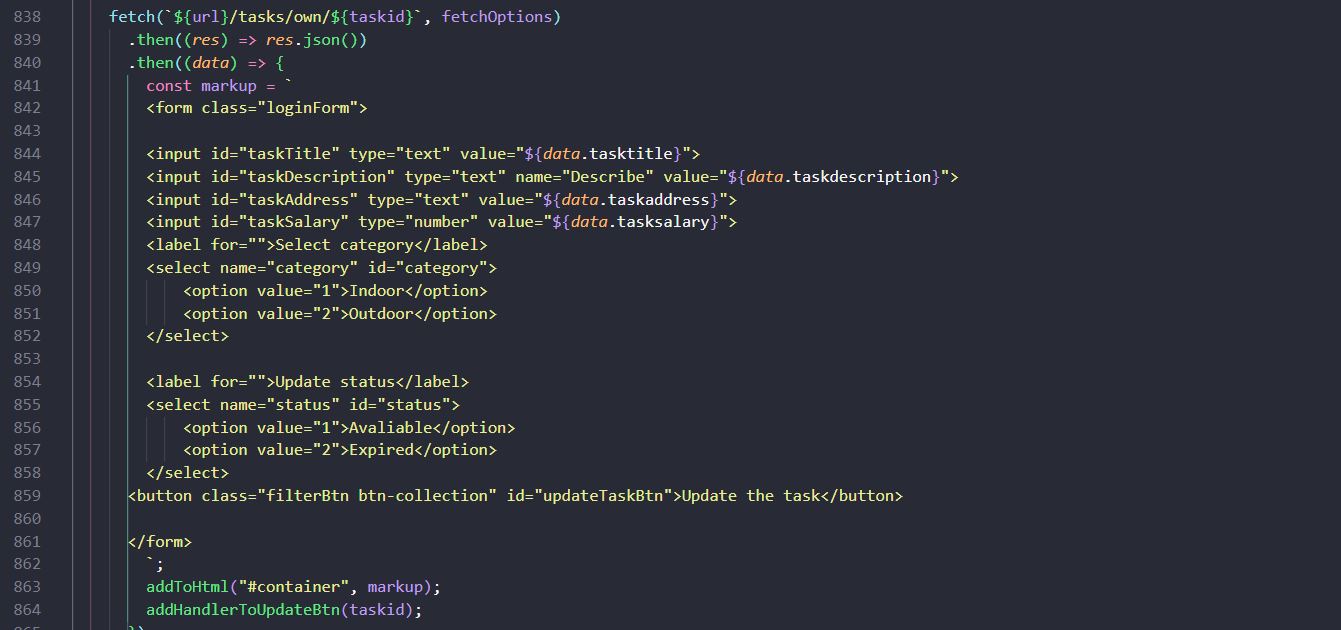 838 fetch(`${url}/tasks/own/${taskid}`, fetchOptions)
839 .then((res) => res.json())
840 .then((data) => {
841 const markup = `
842 <form class="loginForm">
843
844 <input id="taskTitle" type="text" value="${data.tasktitle}">
845 <input id="taskDescription" type="text" name="Describe" value="${data.taskdescription}">
846 <input id="taskAddress" type="text" value="${data.taskaddress}">
847 <input id="taskSalary" type="number" value="${data.tasksalary}">
848 <label for="">Select category</label>
849 <select name="category" id="category">
850 <option value="1">Indoor</option>
851 <option value="2">Outdoor</option>
852 </select>
853
854 <label for="">Update status</label>
855 <select name="status" id="status">
856 <option value="1">Avaliable</option>
857 <option value="2">Expired</option>
858 </select>
859 <button class="filterBtn btn-collection" id="updateTaskBtn">Update the task</button>
860
861 </form>
862 `;
863 addToHtml("#container", markup);
864 addHandlerToUpdateBtn(taskid);